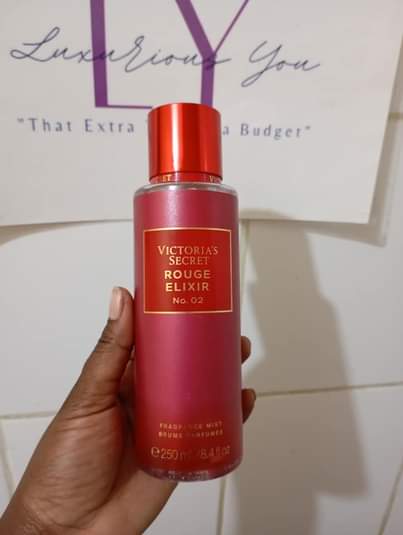 LY
Luxurious You
"That Extra a Budget"
VICTORIA'S
SECRET
ROUGE
ELIXIR
No. 02
FRAGRANCE MIST
BRUME PARFUMÉE
℮250 mL/8.4 fl oz